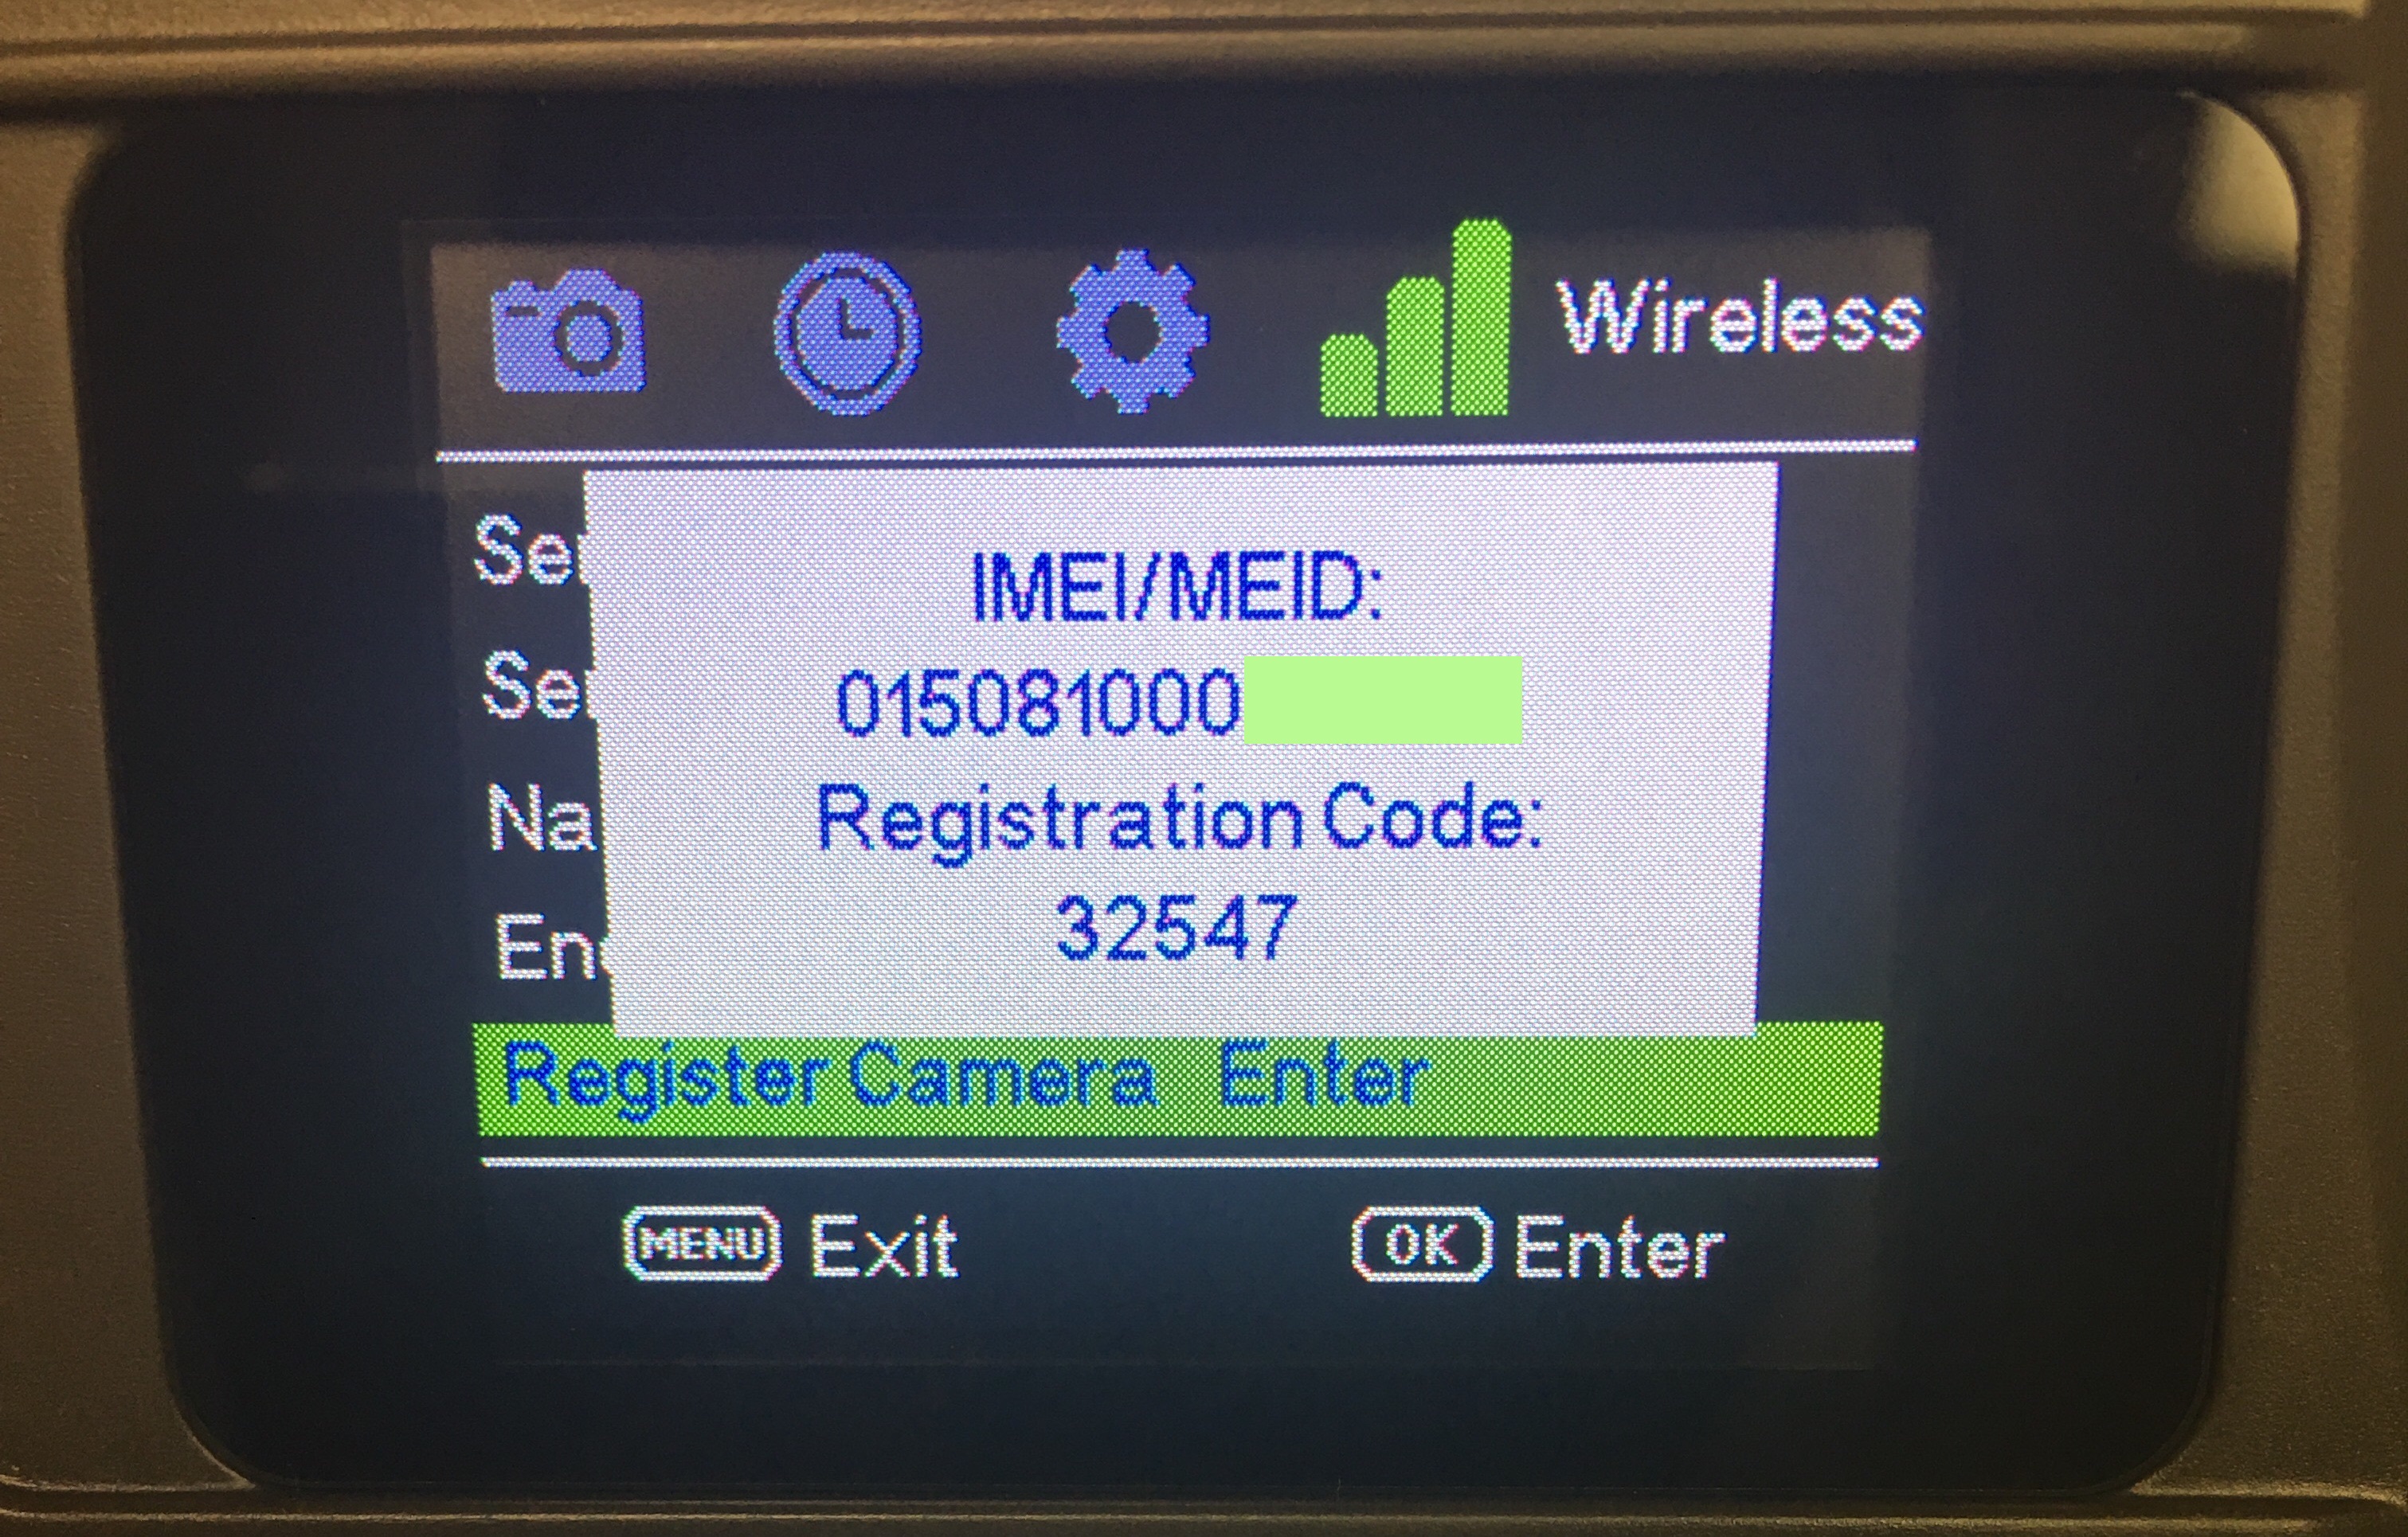 Wireless
Se
Se
Na
En
IMEI/MEID:
015081000
Registration Code:
32547
Register Camera Enter
MENU Exit
OK Enter